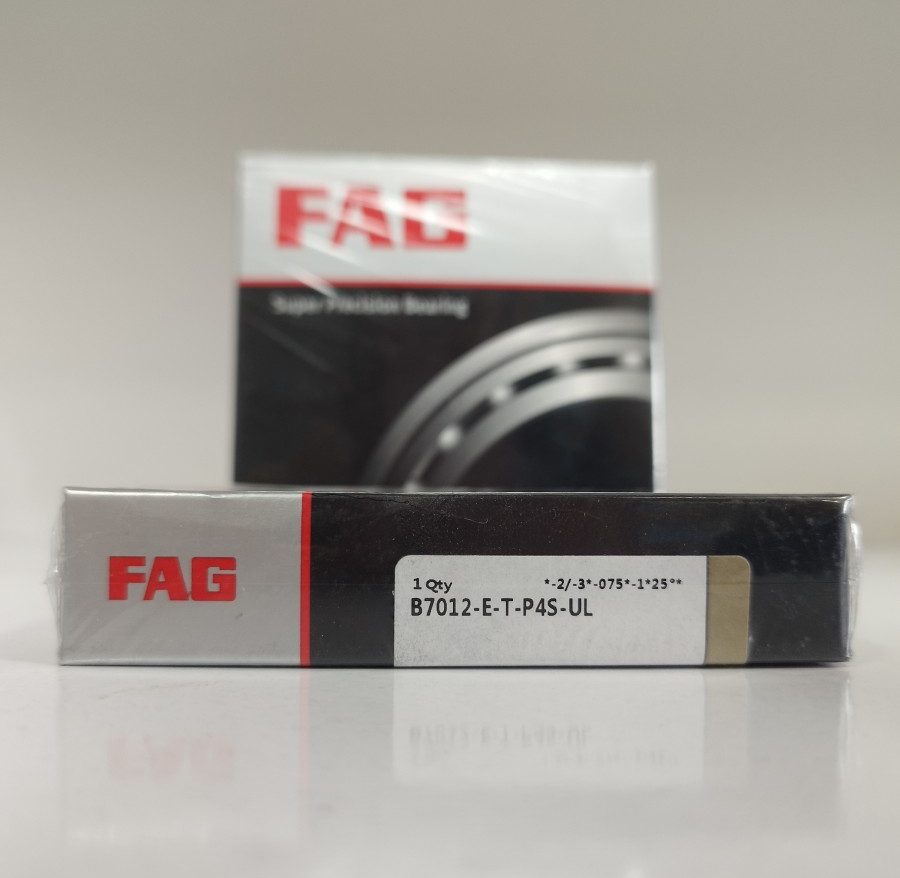 FAG
Super Precision Bearing
FAG
1 Qty *-2/-3*-075*-1*25°*
B7012-E-T-P4S-UL